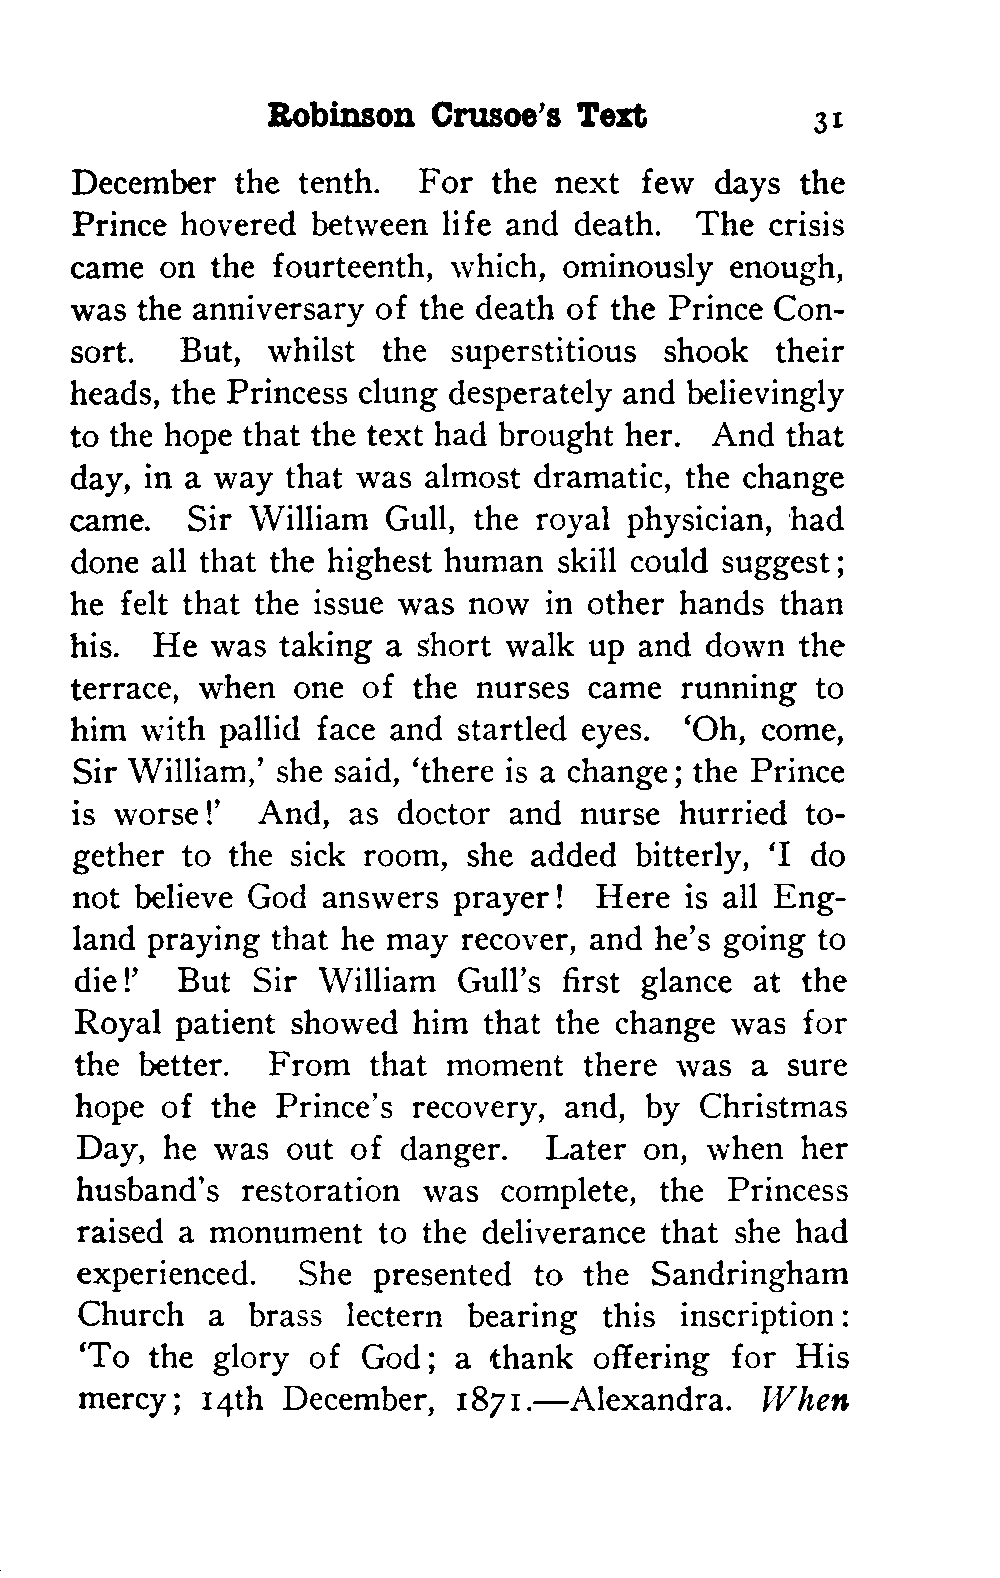 Robinson Crusoe's Text 31
December the tenth. For the next few days the
Prince hovered between life and death. The crisis
came on the fourteenth, which, ominously enough,
was the anniversary of the death of the Prince Con-
sort. But, whilst the superstitious shook their
heads, the Princess clung desperately and believingly
to the hope that the text had brought her. And that
day, in a way that was almost dramatic, the change
came. Sir William Gull, the royal physician, had
done all that the highest human skill could suggest;
he felt that the issue was now in other hands than
his. He was taking a short walk up and down the
terrace, when one of the nurses came running to
him with pallid face and startled eyes. 'Oh, come,
Sir William,' she said, 'there is a change; the Prince
is worse!' And, as doctor and nurse hurried to-
gether to the sick room, she added bitterly, 'I do
not believe God answers prayer! Here is all Eng-
land praying that he may recover, and he's going to
die!' But Sir William Gull's first glance at the
Royal patient showed him that the change was for
the better. From that moment there was a sure
hope of the Prince's recovery, and, by Christmas
Day, he was out of danger. Later on, when her
husband's restoration was complete, the Princess
raised a monument to the deliverance that she had
experienced. She presented to the Sandringham
Church a brass lectern bearing this inscription:
'To the glory of God; a thank offering for His
mercy; 14th December, 1871.—Alexandra. When